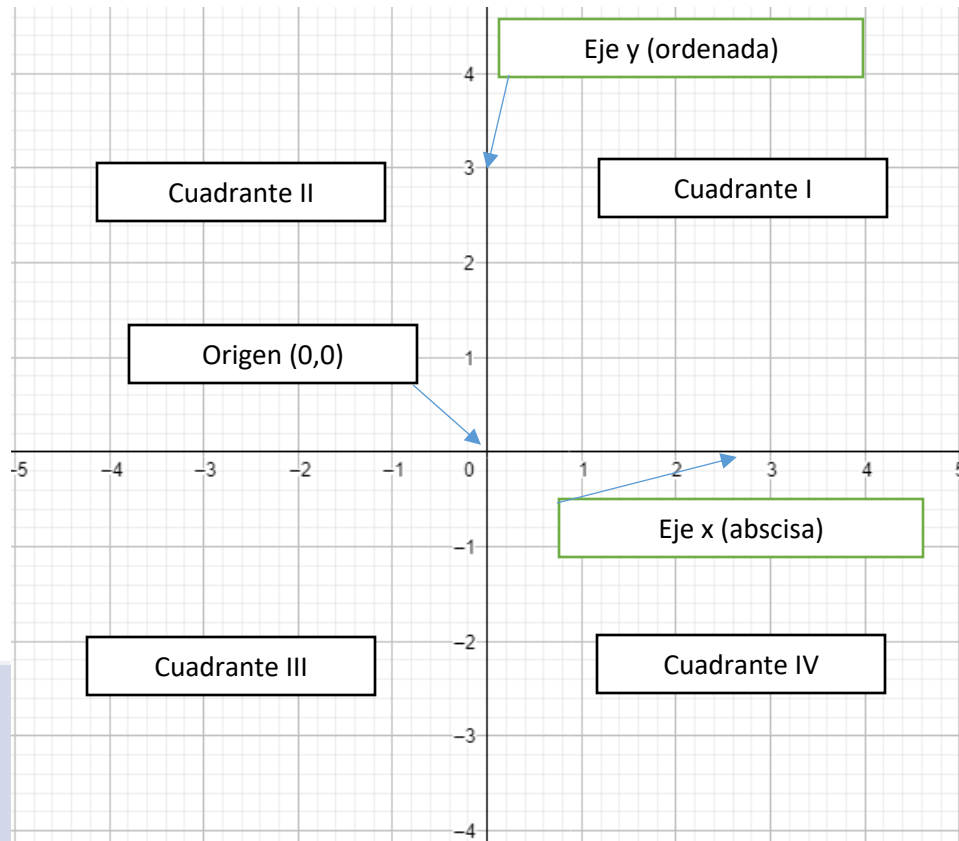 Eje y (ordenada)
4
3
Cuadrante II
Cuadrante I
2
Origen (0,0)
1
–5 –4 –3 –2 –1 0 1 2 3 4 5
Eje x (abscisa)
–1
–2
Cuadrante III
Cuadrante IV
–3
–4